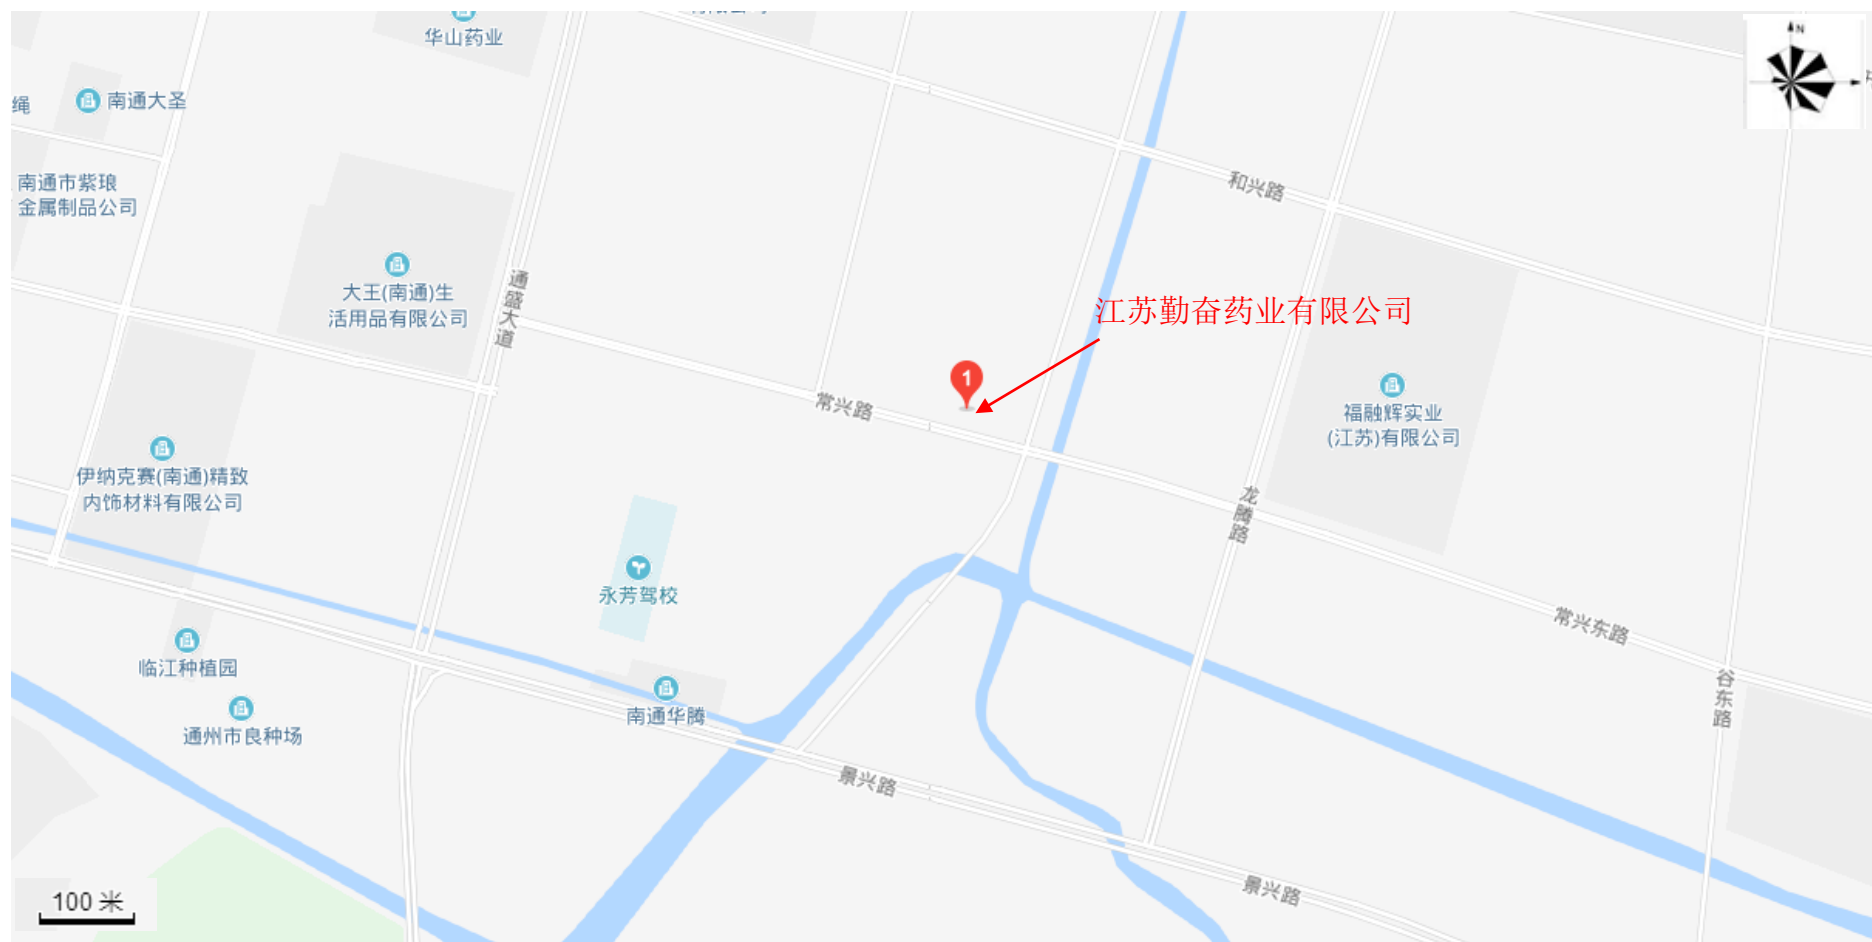 华山药业
N
绳
南通大圣
南通市紫琅
金属制品公司
和兴路
大王(南通)生
活用品有限公司
通盛大道
江苏勤奋药业有限公司
1
常兴路
福融辉实业
(江苏)有限公司
伊纳克赛(南通)精致
内饰材料有限公司
龙腾路
永芳驾校
常兴东路
临江种植园
谷东路
通州市良种场
南通华腾
景兴路
景兴路
100 米